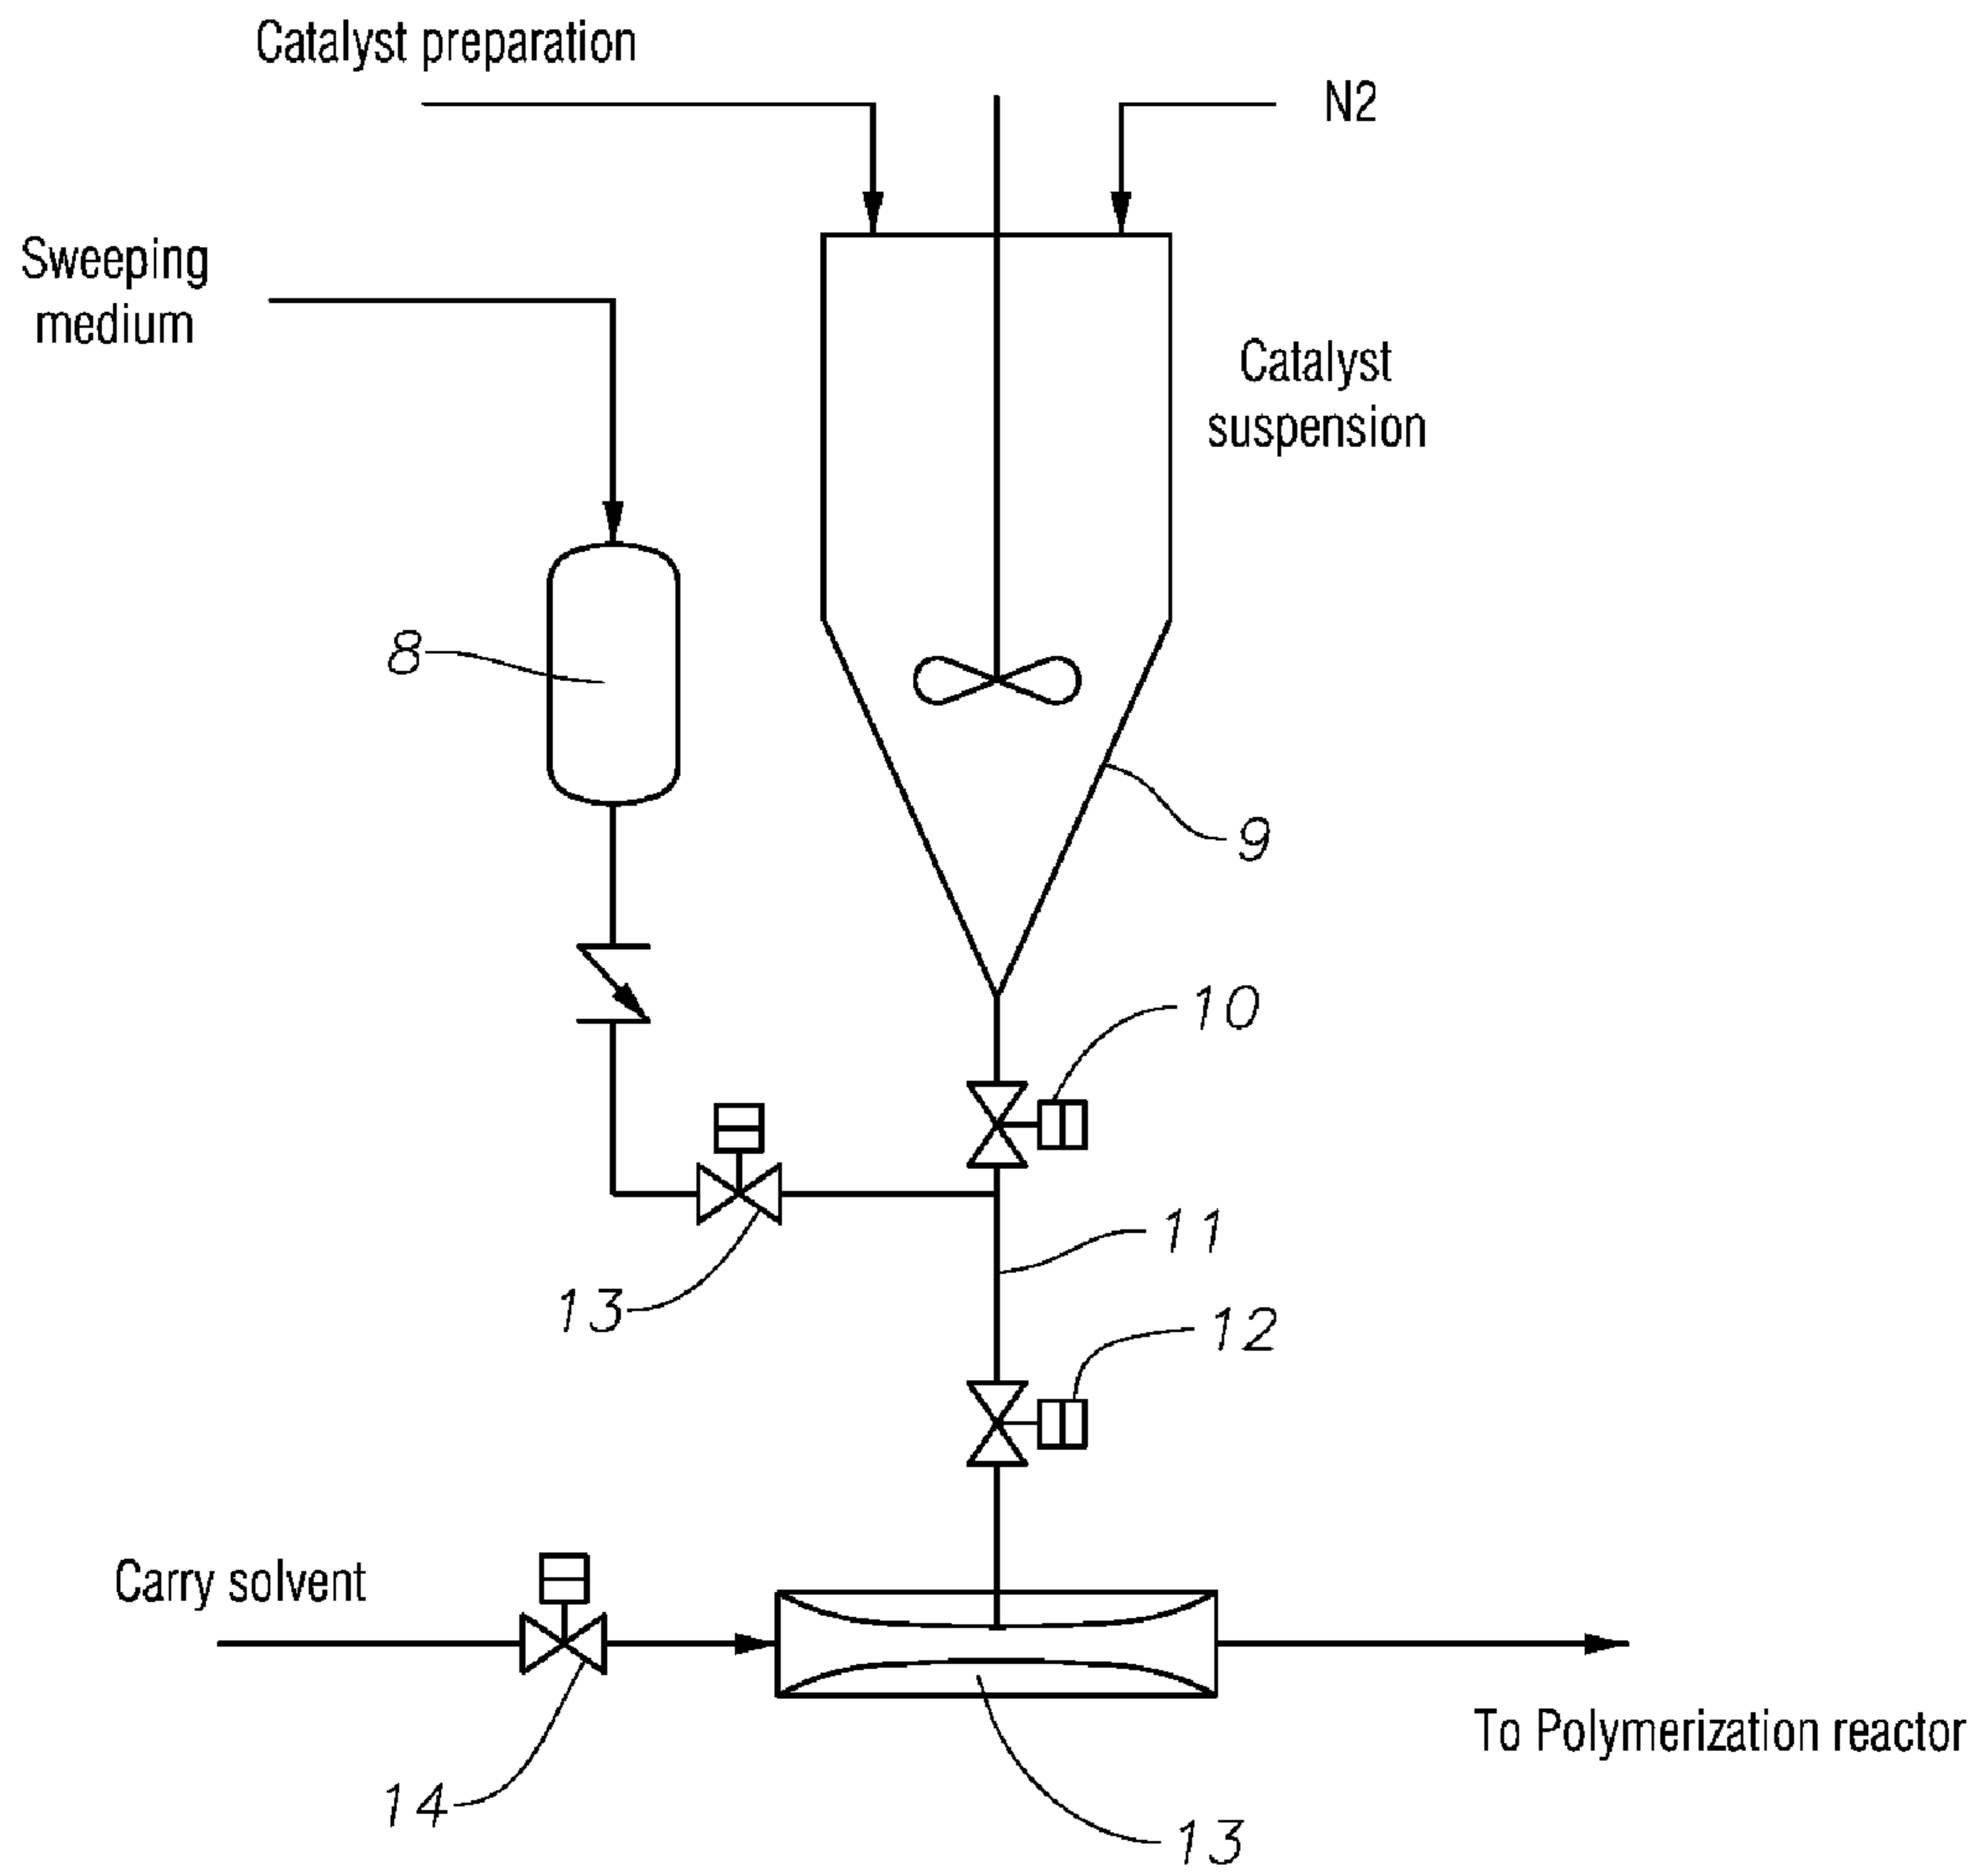 Catalyst preparation
N2
Sweeping
medium
Catalyst
suspension
8
9
10
11
13
12
Carry solvent
To Polymerization reactor
14
13